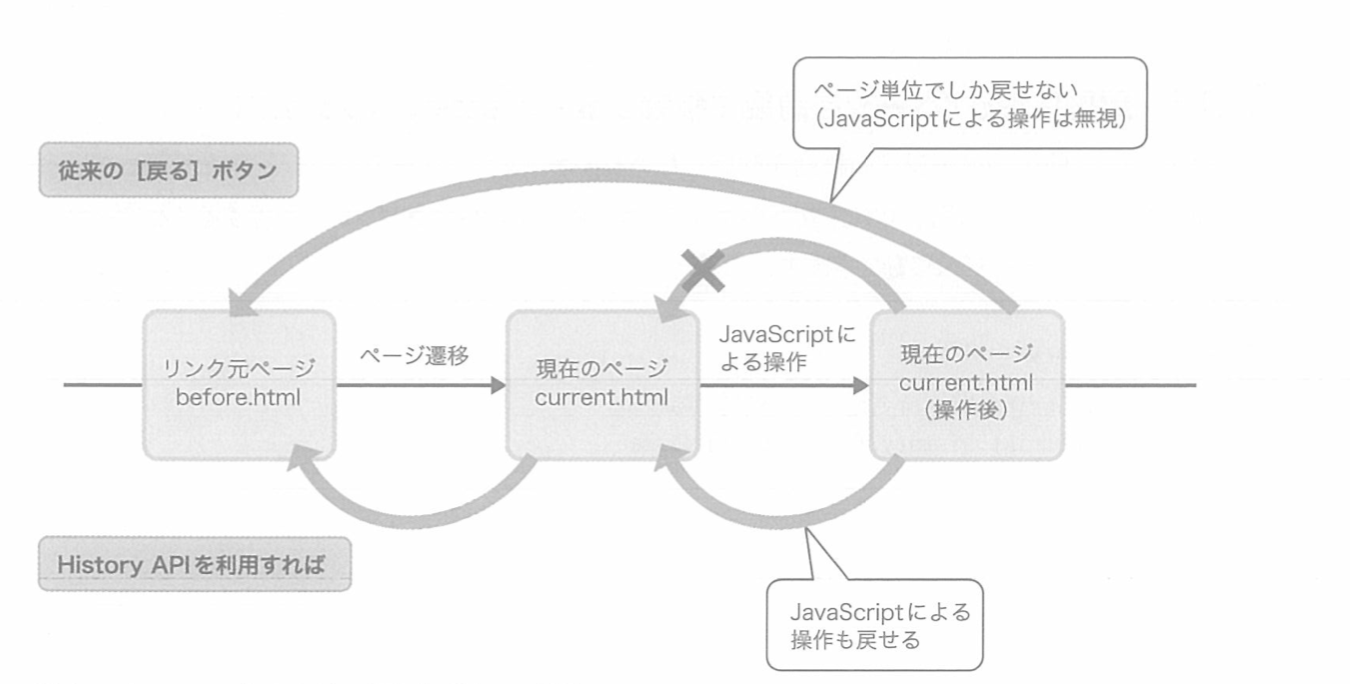 ページ単位でしか戻せない
（JavaScriptによる操作は無視）
従来の［戻る］ボタン
リンク元ページ
before.html
ページ遷移
現在のページ
current.html
JavaScriptに
よる操作
現在のページ
current.html
（操作後）
History APIを利用すれば
JavaScriptによる
操作も戻せる